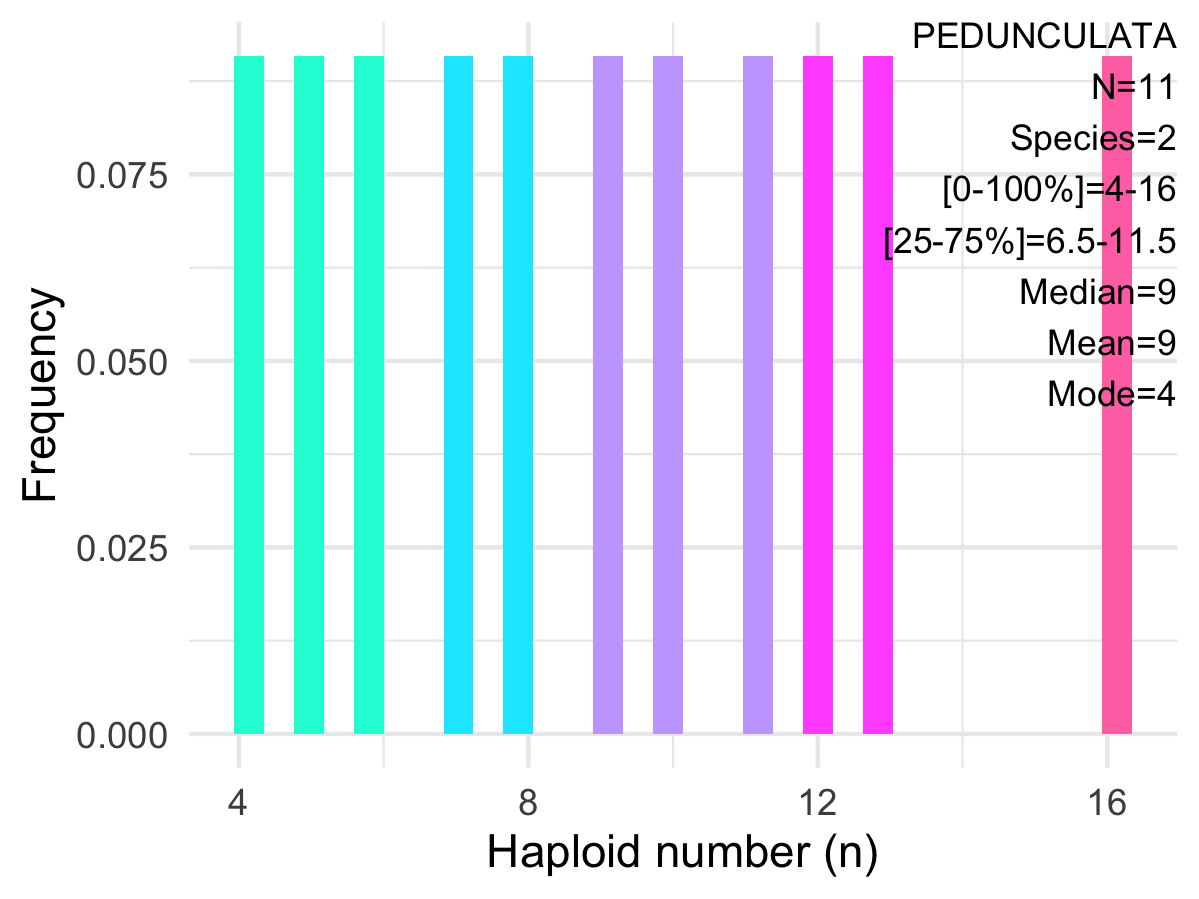 PEDUNCULATA
N=11
Species=2
[0-100%]=4-16
[25-75%]=6.5-11.5
Median=9
Mean=9
Mode=4
Frequency
0.075
0.050
0.025
0.000
4 8 12 16
Haploid number (n)